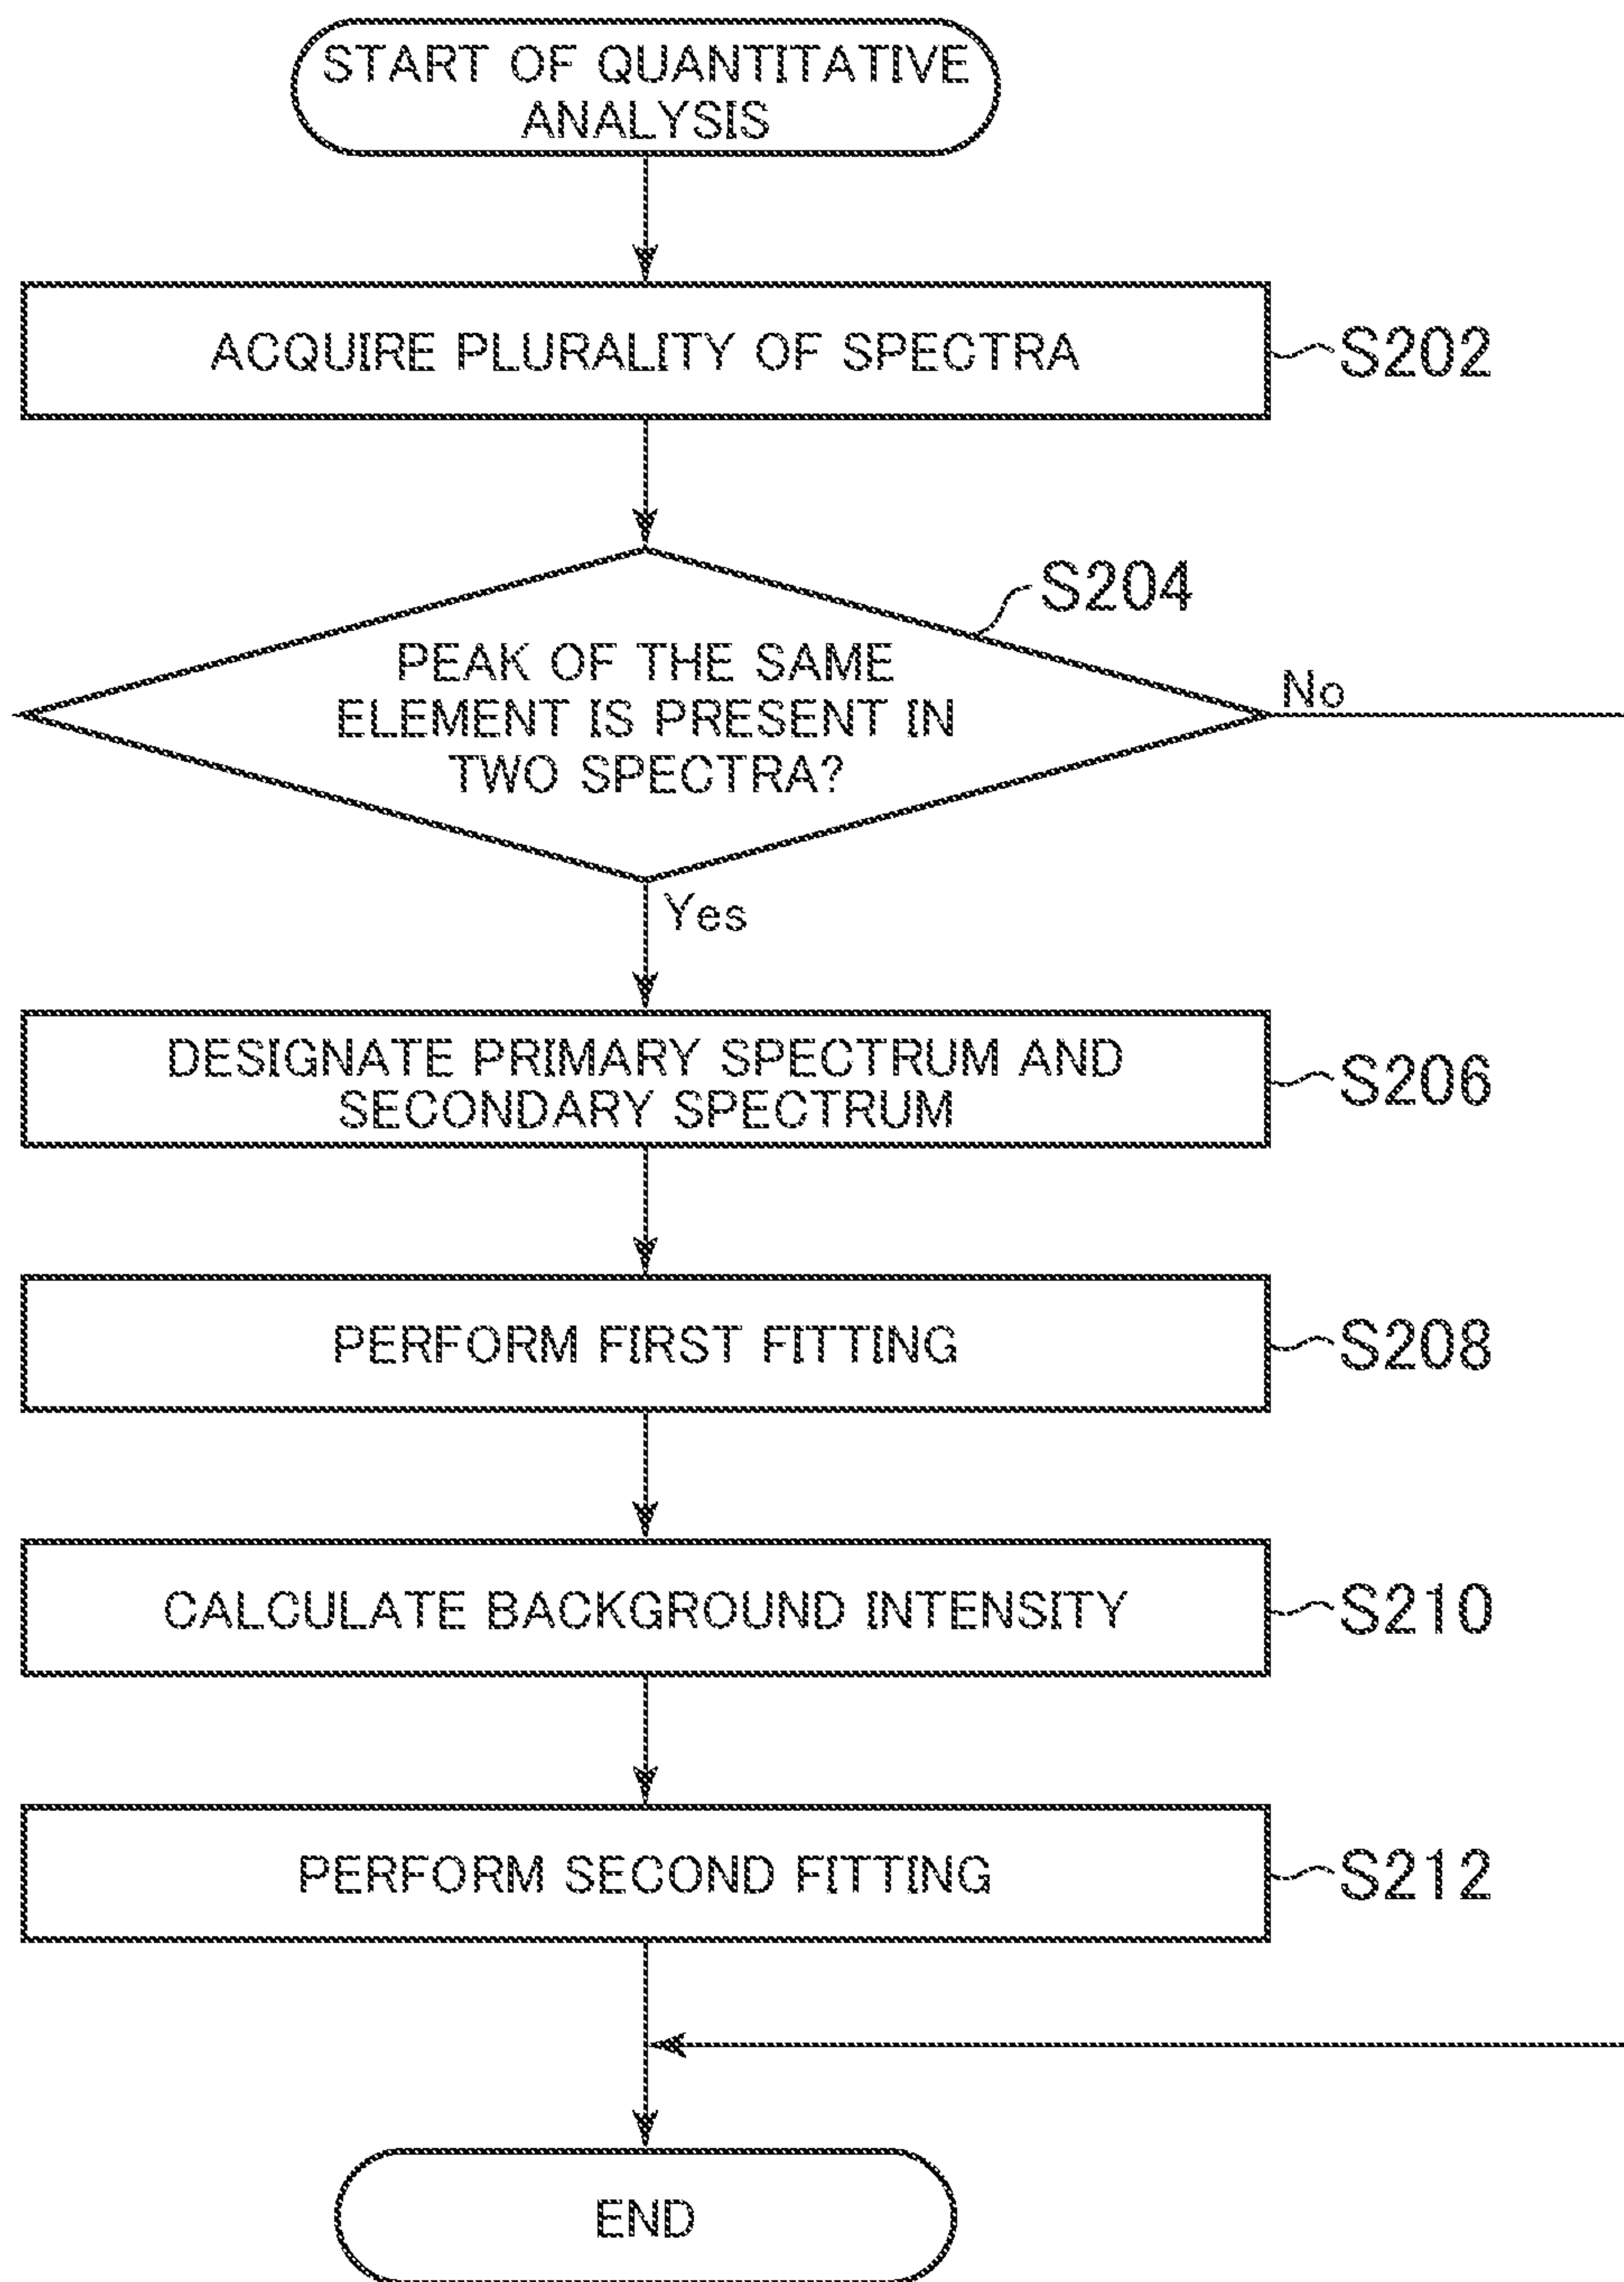 START OF QUANTITATIVE
ANALYSIS
ACQUIRE PLURALITY OF SPECTRA
S202
S204
PEAK OF THE SAME
ELEMENT IS PRESENT IN
TWO SPECTRA?
No
Yes
DESIGNATE PRIMARY SPECTRUM AND
SECONDARY SPECTRUM
S206
PERFORM FIRST FITTING
S208
CALCULATE BACKGROUND INTENSITY
S210
PERFORM SECOND FITTING
S212
END